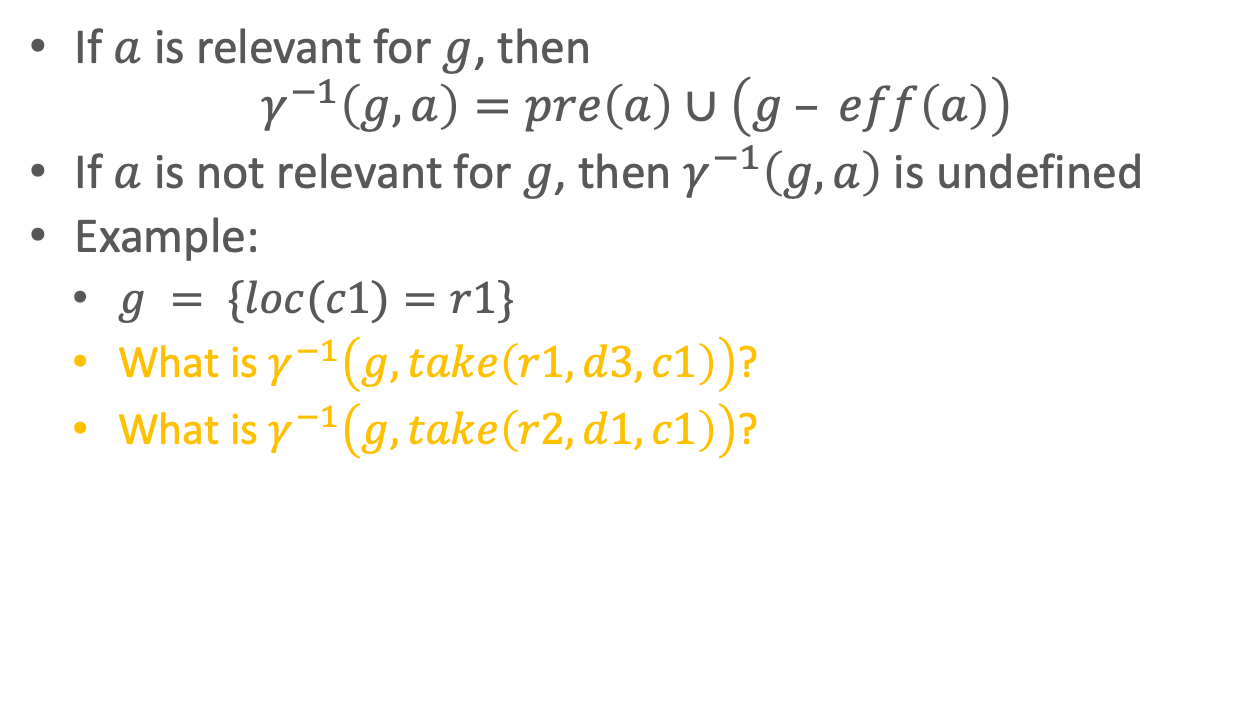 • If 𝑎 is relevant for 𝑔, then
𝛾⁻¹(𝑔, 𝑎) = 𝑝𝑟𝑒(𝑎) ∪ (𝑔 – 𝑒𝑓𝑓(𝑎))
• If 𝑎 is not relevant for 𝑔, then 𝛾⁻¹(𝑔, 𝑎) is undefined
• Example:
• 𝑔 = {𝑙𝑜𝑐(𝑐1) = 𝑟1}
• What is 𝛾⁻¹(𝑔, 𝑡𝑎𝑘𝑒(𝑟1, 𝑑3, 𝑐1))?
• What is 𝛾⁻¹(𝑔, 𝑡𝑎𝑘𝑒(𝑟2, 𝑑1, 𝑐1))?